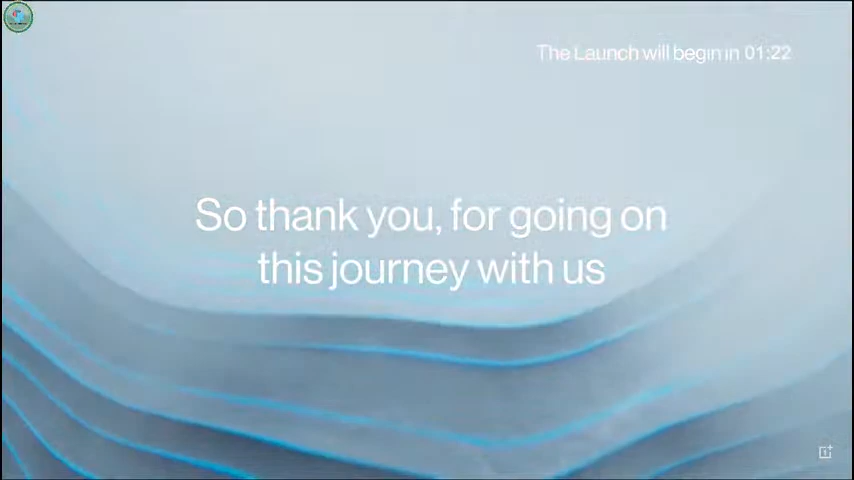 The Launch will begin in 01:22
So thank you, for going on
this journey with us